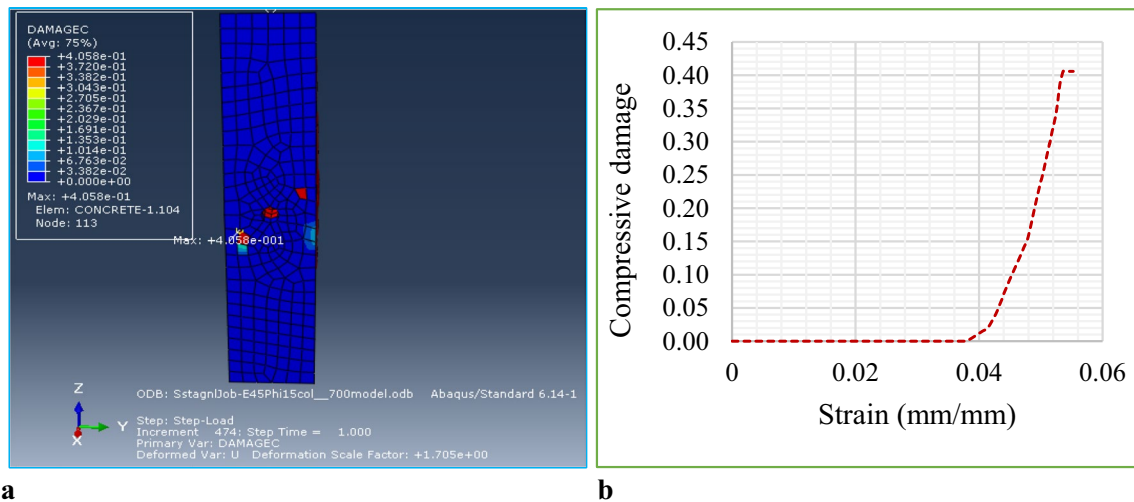 DAMAGEC
(Avg: 75%)
+4.058e-01
+3.720e-01
+3.382e-01
+3.043e-01
+2.705e-01
+2.367e-01
+2.029e-01
+1.691e-01
+1.353e-01
+1.014e-01
+6.763e-02
+3.382e-02
+0.000e+00
Max: +4.058e-01
Elem: CONCRETE-1.104
Node: 113
Max: +4.058e-001
Z
Y
X
ODB: SstagnlJob-E45Phi15col__700model.odb Abaqus/Standard 6.14-1
Step: Step-Load
Increment 474: Step Time = 1.000
Primary Var: DAMAGEC
Deformed Var: U Deformation Scale Factor: +1.705e+00
a
Compressive damage
0.45
0.40
0.35
0.30
0.25
0.20
0.15
0.10
0.05
0.00
0 0.02 0.04 0.06
Strain (mm/mm)
b